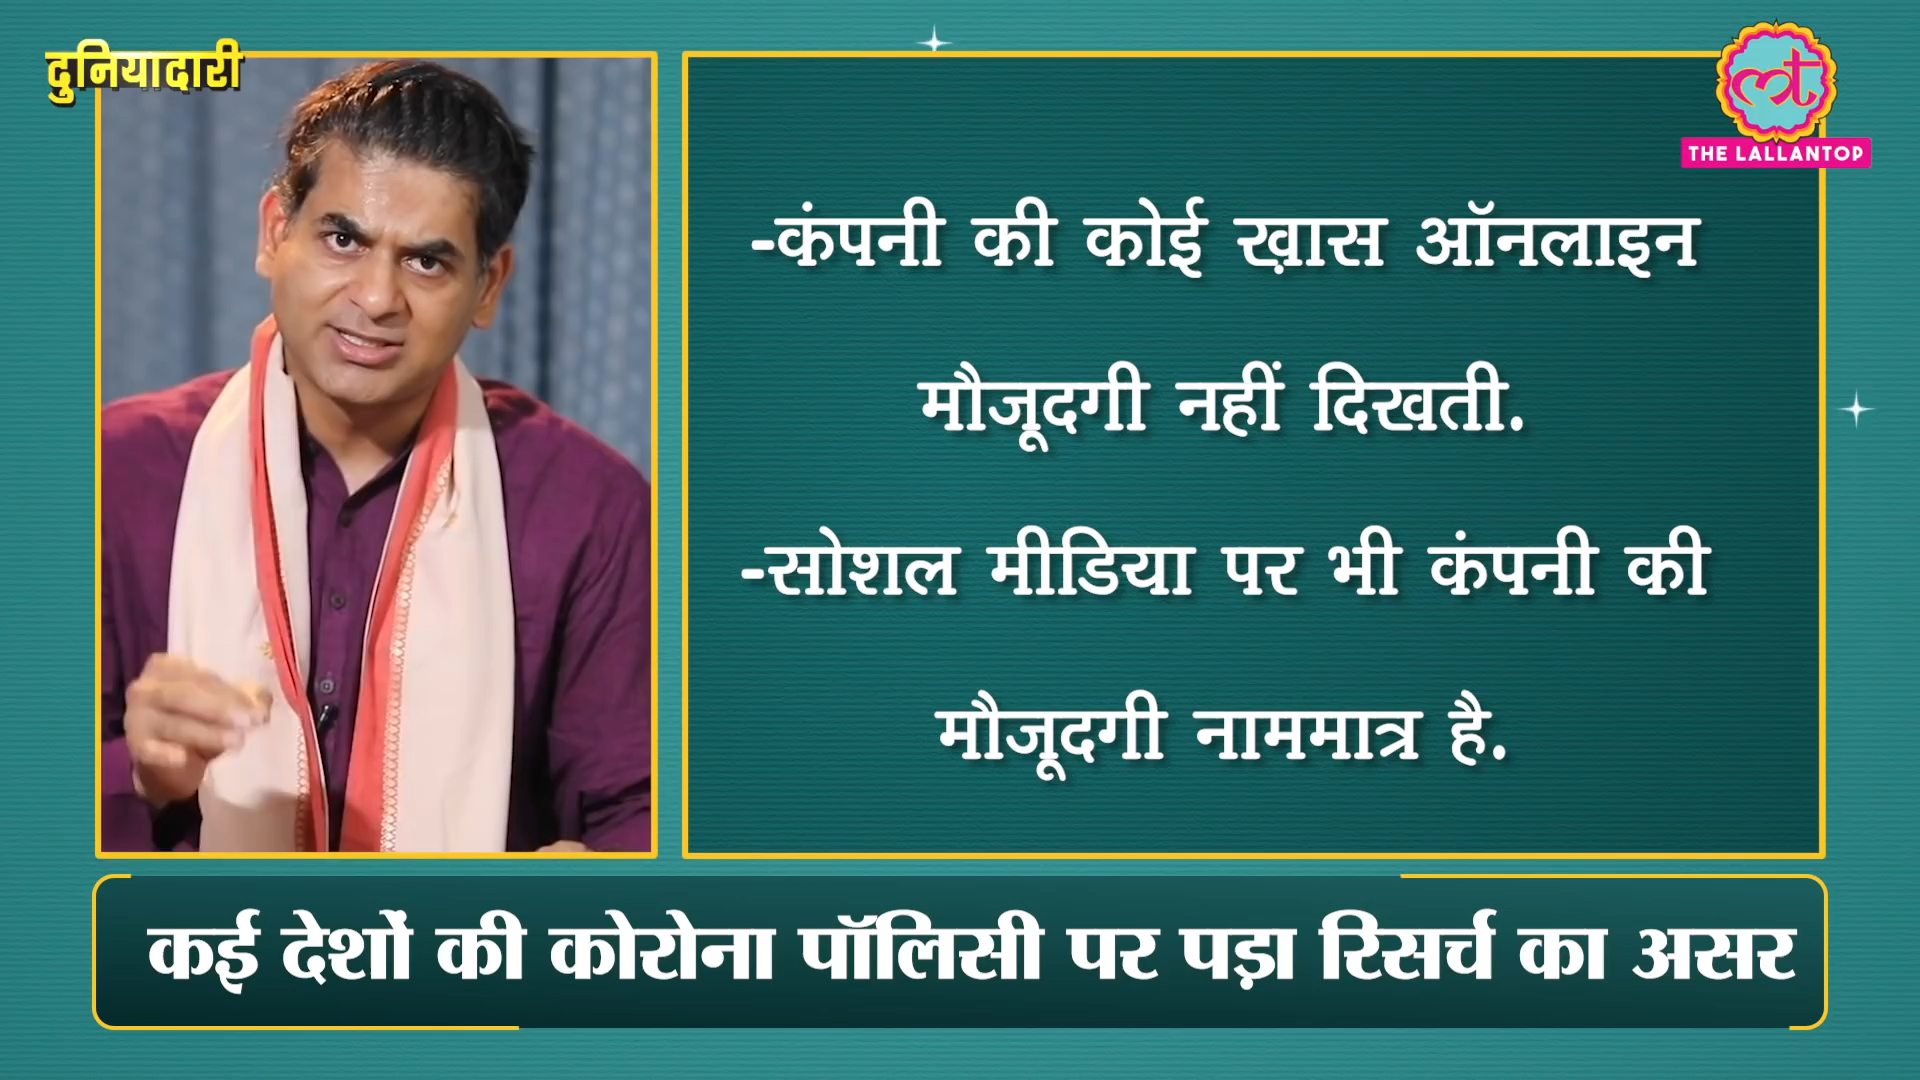 दुनियादारी
THE LALLANTOP
-कंपनी की कोई ख़ास ऑनलाइन
मौजूदगी नहीं दिखती.
-सोशल मीडिया पर भी कंपनी की
मौजूदगी नाममात्र है.
कई देशों की कोरोना पॉलिसी पर पड़ा रिसर्च का असर